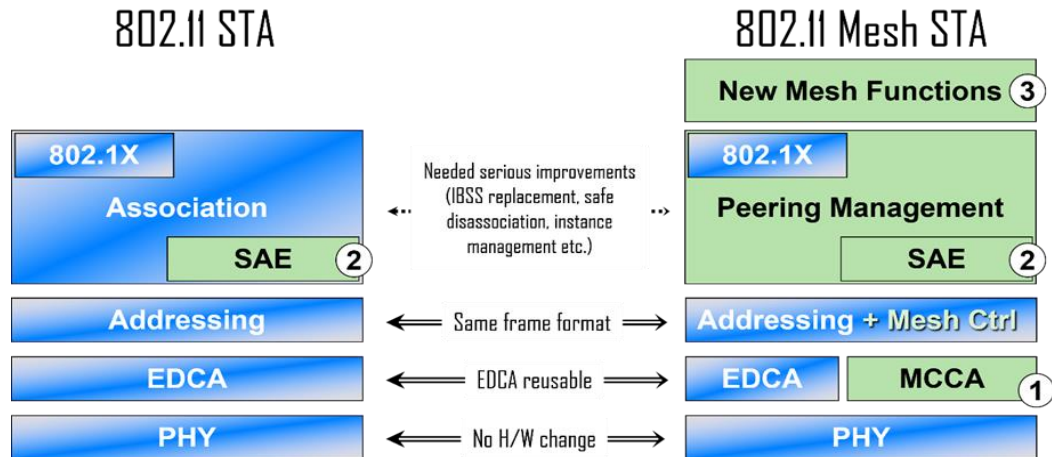 802.11 STA
802.11 Mesh STA
New Mesh Functions 3
802.1X
Association
SAE 2
Needed serious improvements
(IBSS replacement, safe
disassociation, instance
management etc.)
802.1X
Peering Management
SAE 2
Addressing
Same frame format
Addressing + Mesh Ctrl
EDCA
EDCA reusable
EDCA
MCCA 1
PHY
No H/W change
PHY